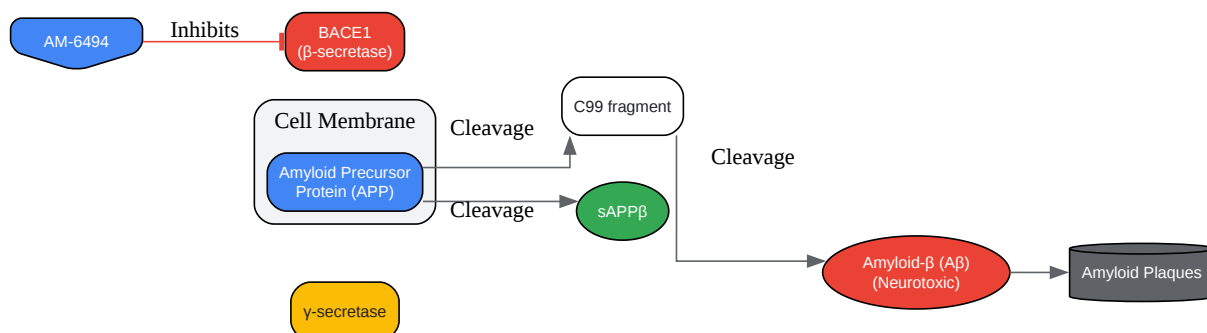 AM-6494
Inhibits
BACE1
(β-secretase)
Cell Membrane
Amyloid Precursor
Protein (APP)
Cleavage
Cleavage
C99 fragment
sAPPβ
Cleavage
Amyloid-β (Aβ)
(Neurotoxic)
Amyloid Plaques
γ-secretase